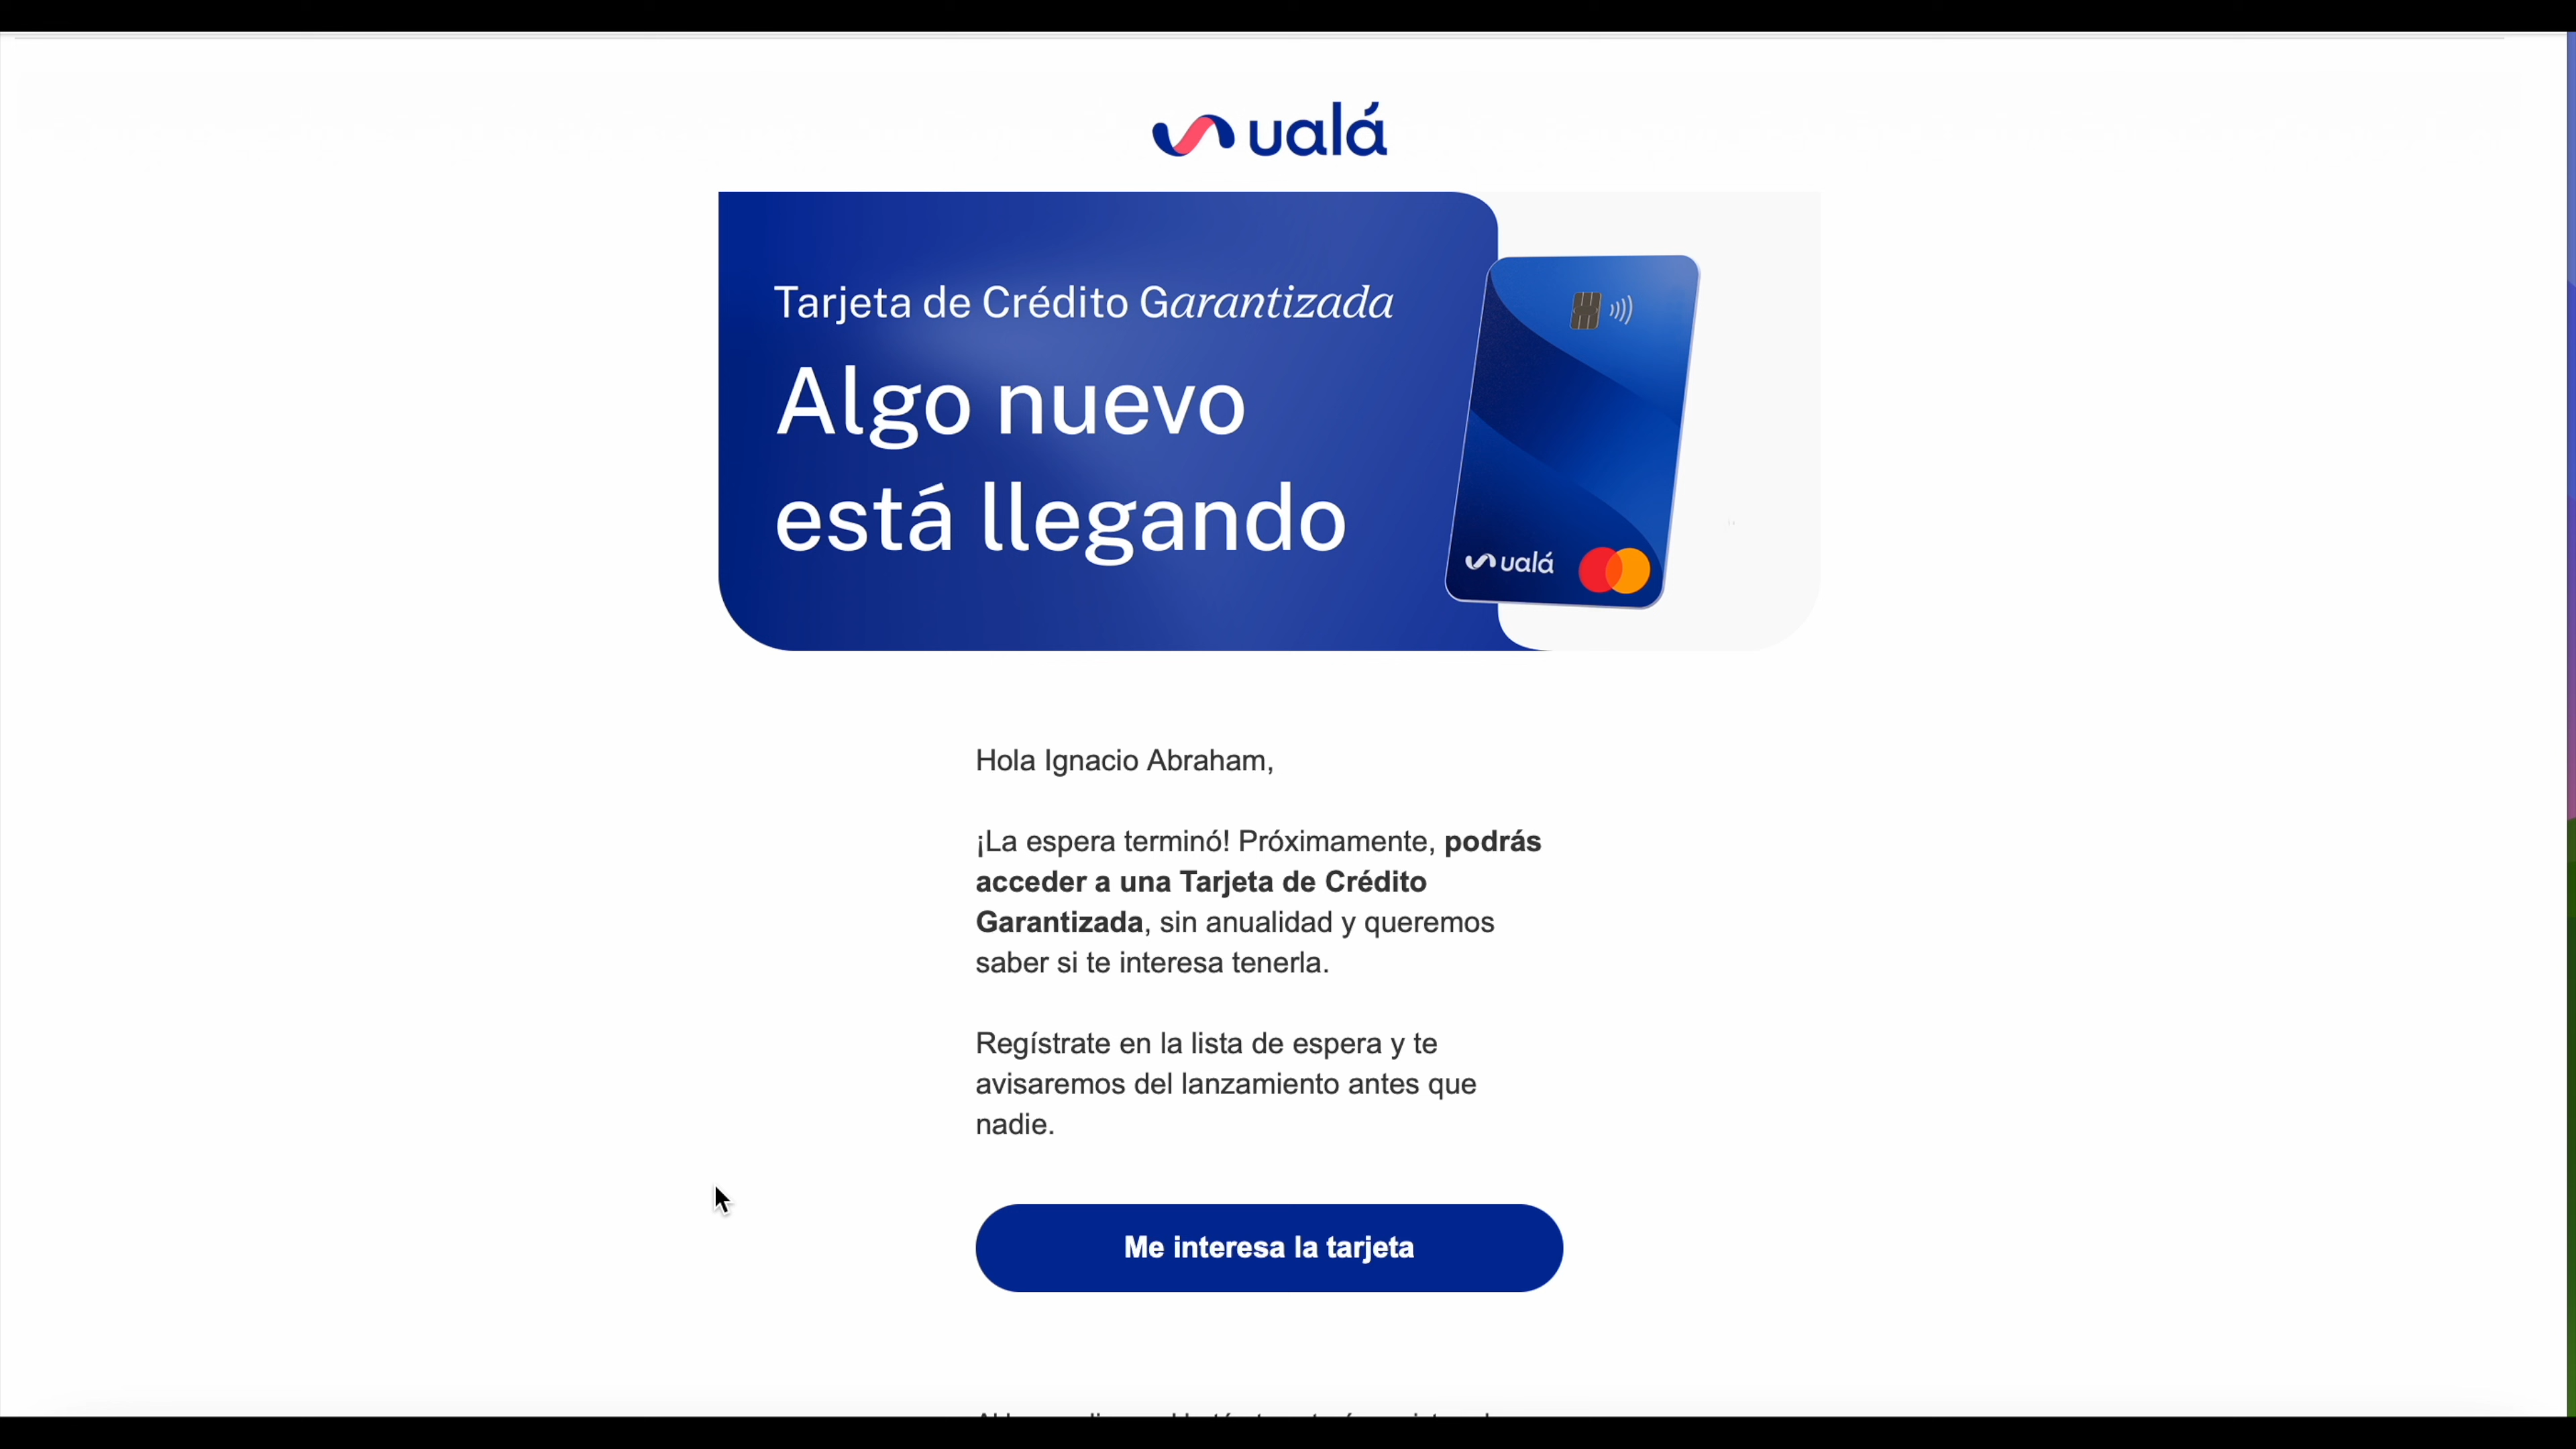 ualá
Tarjeta de Crédito Garantizada
Algo nuevo
está llegando
ualá
Hola Ignacio Abraham,
¡La espera terminó! Próximamente, podrás
acceder a una Tarjeta de Crédito
Garantizada, sin anualidad y queremos
saber si te interesa tenerla.
Regístrate en la lista de espera y te
avisaremos del lanzamiento antes que
nadie.
Me interesa la tarjeta